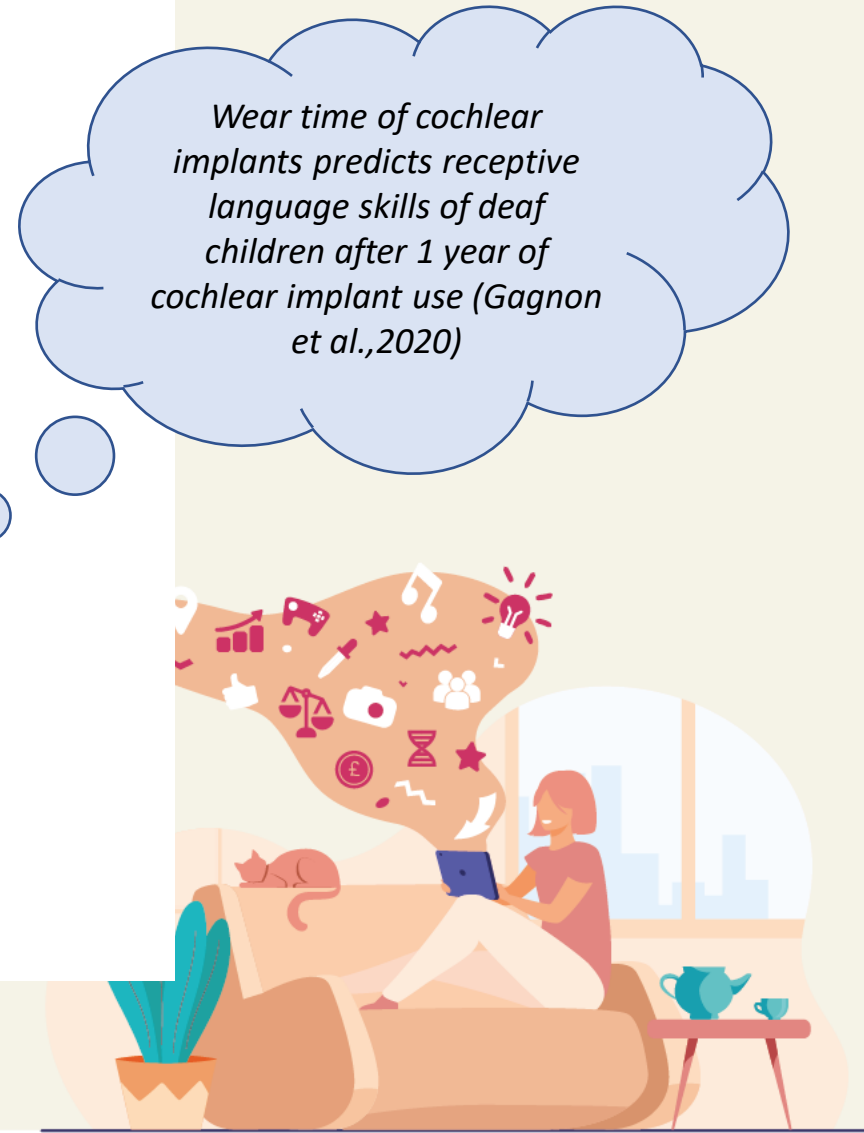 Wear time of cochlear
implants predicts receptive
language skills of deaf
children after 1 year of
cochlear implant use (Gagnon
et al.,2020)
£